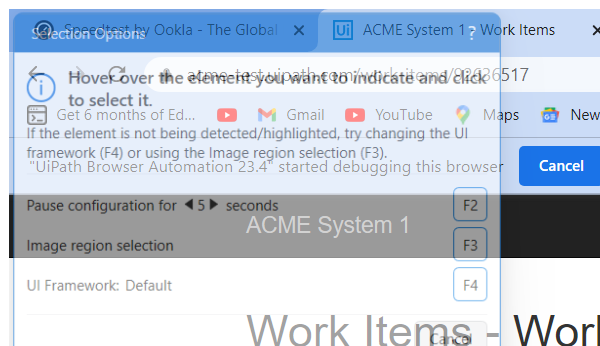 Selection Options
?
Speedtest by Ookla - The Global
ACME System 1 - Work Items
Hover over the element you want to indicate and click
to select it.
acme-test.uipath.com/work-items/
517
Get 6 months of Ed...
Gmail
YouTube
Maps
New
If the element is not being detected/highlighted, try changing the UI
framework (F4) or using the Image region selection (F3).
"UiPath Browser Automation 23.4" started debugging this browser
Cancel
Pause configuration for 5 seconds
F2
ACME System 1
Image region selection
F3
UI Framework: Default
F4
Work Items - Wor
Cancel